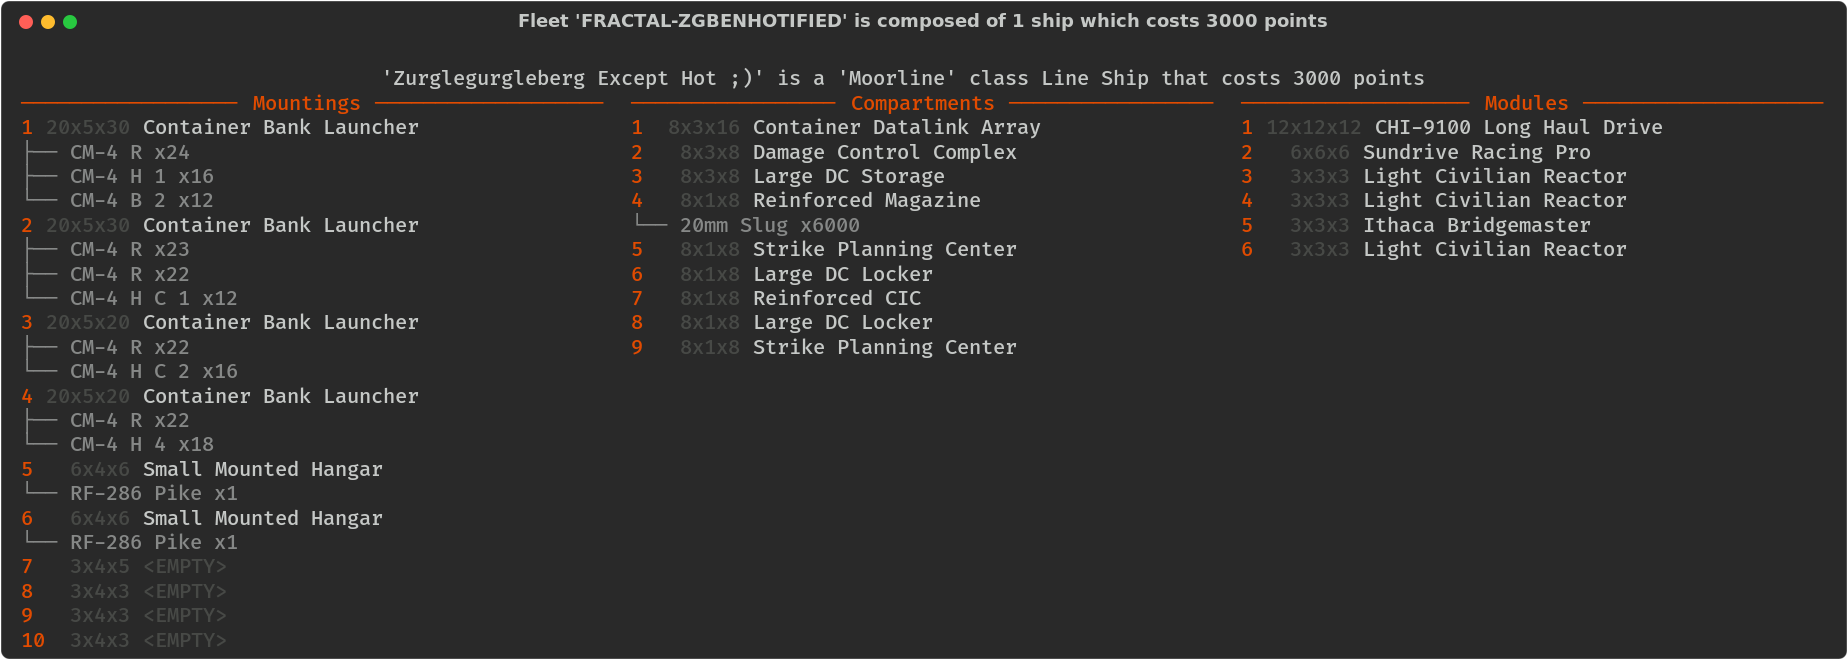 Fleet 'FRACTAL-ZGBENHOTIFIED' is composed of 1 ship which costs 3000 points
'Zurglegurgleberg Except Hot ;)' is a 'Moorline' class Line Ship that costs 3000 points
Mountings
1 20x5x30 Container Bank Launcher
CM-4 R x24
CM-4 H 1 x16
CM-4 B 2 x12
2 20x5x30 Container Bank Launcher
CM-4 R x23
CM-4 R x22
CM-4 H C 1 x12
3 20x5x20 Container Bank Launcher
CM-4 R x22
CM-4 H C 2 x16
4 20x5x20 Container Bank Launcher
CM-4 R x22
CM-4 H 4 x18
5 6x4x6 Small Mounted Hangar
RF-286 Pike x1
6 6x4x6 Small Mounted Hangar
RF-286 Pike x1
7 3x4x5 <EMPTY>
8 3x4x3 <EMPTY>
9 3x4x3 <EMPTY>
10 3x4x3 <EMPTY>
Compartments
1 8x3x16 Container Datalink Array
2 8x3x8 Damage Control Complex
3 8x3x8 Large DC Storage
4 8x1x8 Reinforced Magazine
20mm Slug x6000
5 8x1x8 Strike Planning Center
6 8x1x8 Large DC Locker
7 8x1x8 Reinforced CIC
8 8x1x8 Large DC Locker
9 8x1x8 Strike Planning Center
Modules
1 12x12x12 CHI-9100 Long Haul Drive
2 6x6x6 Sundrive Racing Pro
3 3x3x3 Light Civilian Reactor
4 3x3x3 Light Civilian Reactor
5 3x3x3 Ithaca Bridgemaster
6 3x3x3 Light Civilian Reactor